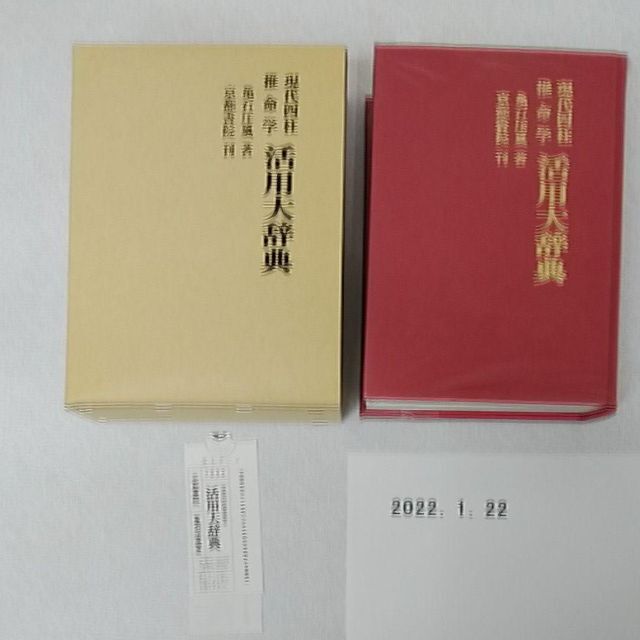 現代四柱
推命学
活用大辞典
亀石厓風 著
京都書院 刊
現代四柱
推命学
活用大辞典
亀石厓風 著
京都書院 刊
活用大辞典
2022. 1. 22